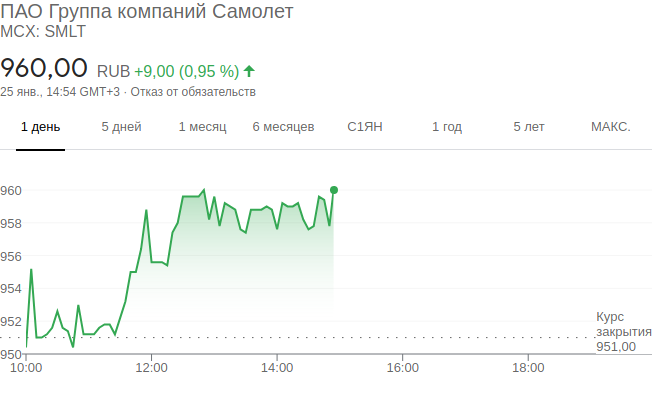 ПАО Группа компаний Самолет
MCX: SMLT
960,00 RUB +9,00 (0,95 %)
25 янв., 14:54 GMT+3 · Отказ от обязательств
1 день 5 дней 1 месяц 6 месяцев С1ЯН 1 год 5 лет МАКС.
960
958
956
954
952
950
Курс
закрытия
951,00
10:00 12:00 14:00 16:00 18:00